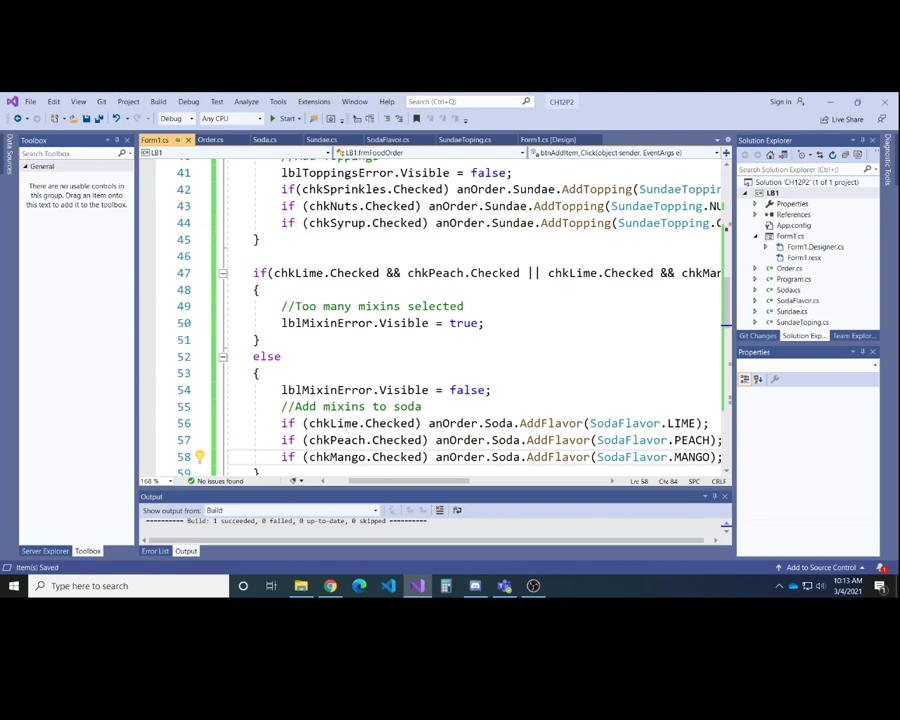 File Edit View Git Project Build Debug Test Analyze Tools Extensions Window Help Search (Ctrl+Q) CH12P2 Sign in
Debug Any CPU Start Live Share
Data Sources
Toolbox
Search Toolbox
General
There are no usable controls in this group. Drag an item onto this text to add it to the toolbox.
Form1.cs Order.cs Soda.cs Sundae.cs SodaFlavor.cs SundaeTopping.cs Form1.cs [Design]
LB1 LB1.frmFoodOrder btnAddItem_Click(object sender, EventArgs e)
41 lblToppingsError.Visible = false;
42 if(chkSprinkles.Checked) anOrder.Sundae.AddTopping(SundaeToppin
43 if (chkNuts.Checked) anOrder.Sundae.AddTopping(SundaeTopping.NU
44 if (chkSyrup.Checked) anOrder.Sundae.AddTopping(SundaeTopping.C
45 }
46
47 if(chkLime.Checked && chkPeach.Checked || chkLime.Checked && chkMan
48 {
49 //Too many mixins selected
50 lblMixinError.Visible = true;
51 }
52 else
53 {
54 lblMixinError.Visible = false;
55 //Add mixins to soda
56 if (chkLime.Checked) anOrder.Soda.AddFlavor(SodaFlavor.LIME);
57 if (chkPeach.Checked) anOrder.Soda.AddFlavor(SodaFlavor.PEACH);
58 if (chkMango.Checked) anOrder.Soda.AddFlavor(SodaFlavor.MANGO);
59 }
168 % No issues found Ln: 58 Ch: 84 SPC CRLF
Output
Show output from: Build
========== Build: 1 succeeded, 0 failed, 0 up-to-date, 0 skipped ==========
Error List Output
Server Explorer Toolbox
Solution Explorer
Search Solution Explorer (Ctrl+;)
Solution 'CH12P2' (1 of 1 project)
LB1
Properties
References
App.config
Form1.cs
Form1.Designer.cs
Form1.resx
Order.cs
Program.cs
Soda.cs
SodaFlavor.cs
Sundae.cs
SundaeTopping.cs
Git Changes Solution Exp... Team Explor...
Properties
Diagnostic Tools
Item(s) Saved Add to Source Control
Type here to search
10:13 AM
3/4/2021